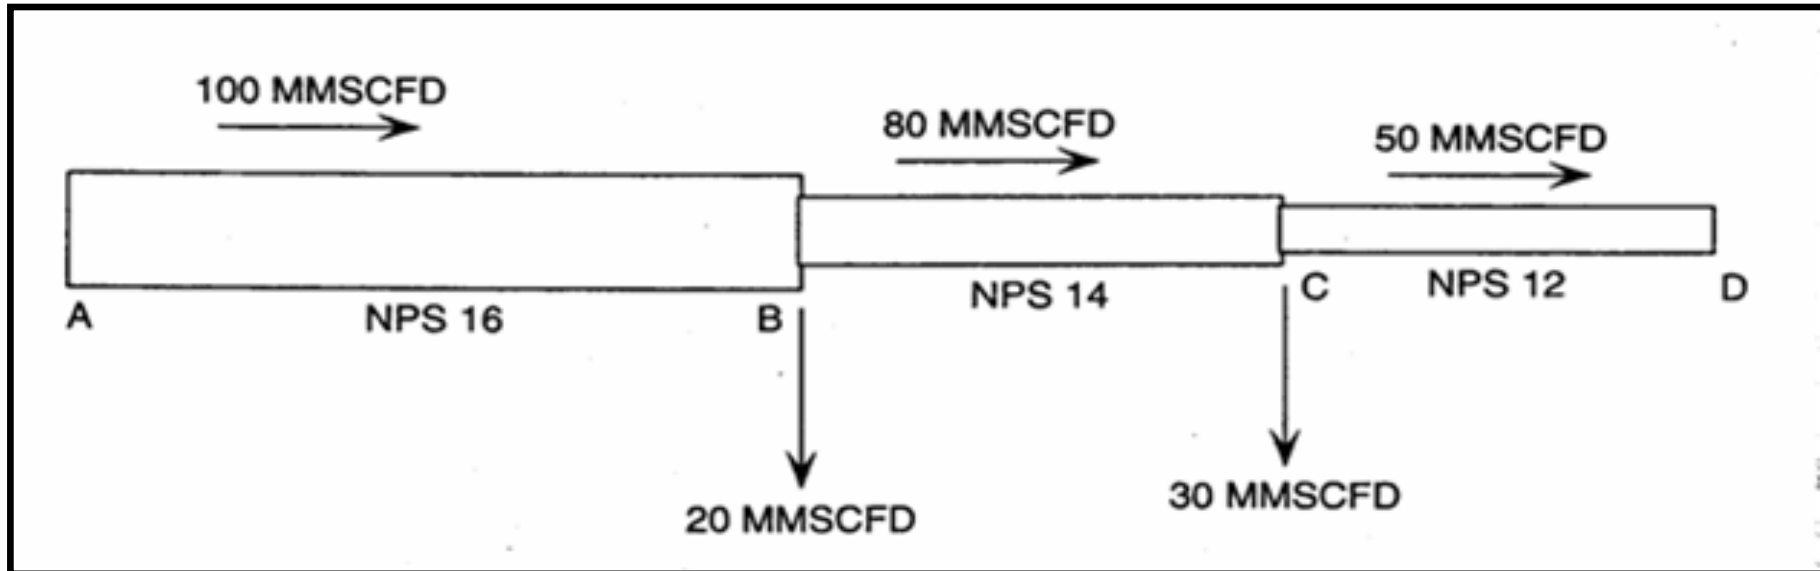 100 MMSCFD
80 MMSCFD
50 MMSCFD
A
NPS 16
B
NPS 14
C
NPS 12
D
20 MMSCFD
30 MMSCFD